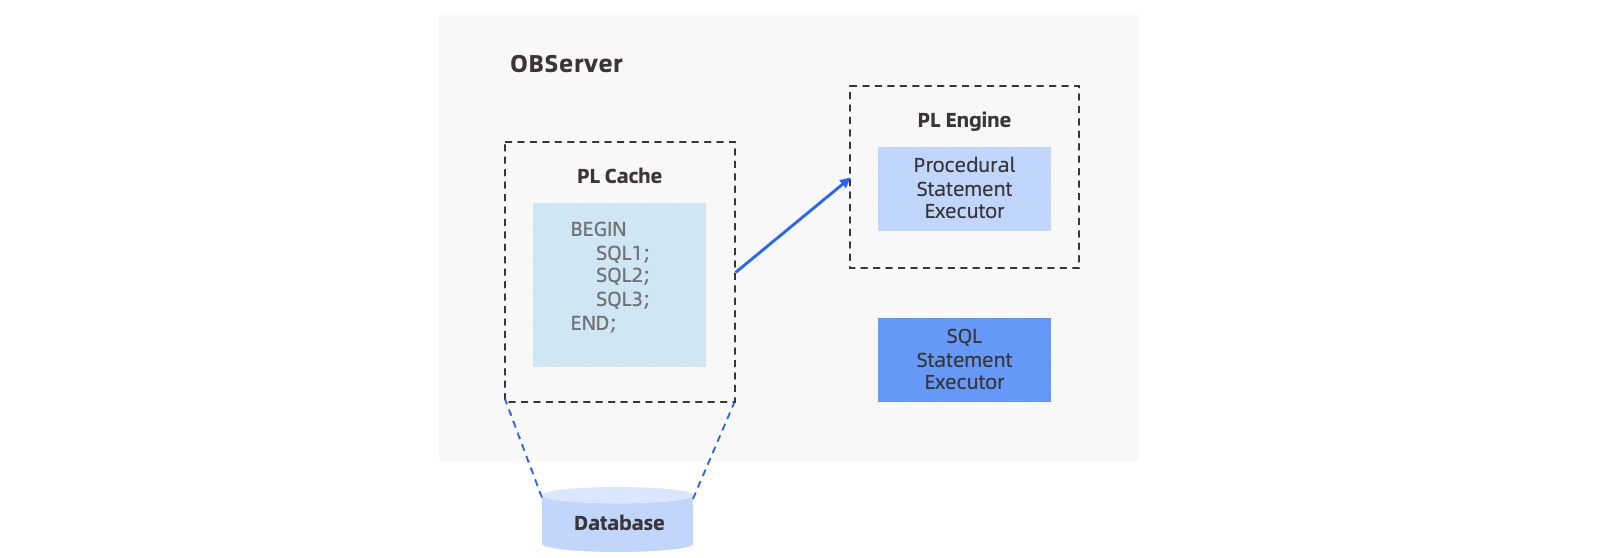 OBServer
PL Cache
BEGIN
SQL1;
SQL2;
SQL3;
END;
PL Engine
Procedural
Statement
Executor
SQL
Statement
Executor
Database